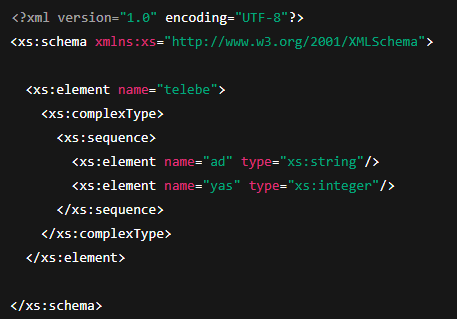 <?xml version="1.0" encoding="UTF-8"?>
<xs:schema xmlns:xs="http://www.w3.org/2001/XMLSchema">
<xs:element name="telebe">
<xs:complexType>
<xs:sequence>
<xs:element name="ad" type="xs:string"/>
<xs:element name="yas" type="xs:integer"/>
</xs:sequence>
</xs:complexType>
</xs:element>
</xs:schema>